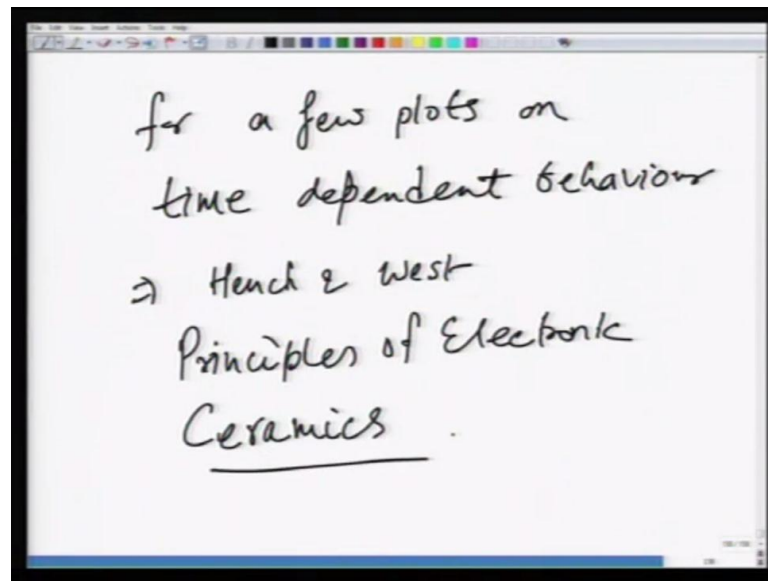 for a few plots on
time dependent behaviour
⇒ Hench & West
Principles of Electronic
Ceramics